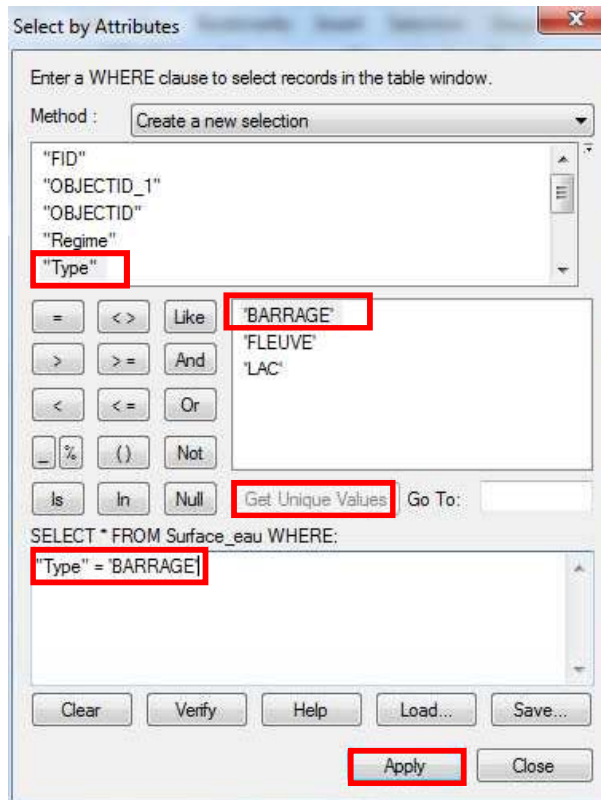 Select by Attributes
Enter a WHERE clause to select records in the table window.
Method : Create a new selection
"FID"
"OBJECTID_1"
"OBJECTID"
"Regime"
"Type"
= <> Like
> >= And
< <= Or
_ % () Not
Is In Null
'BARRAGE'
'FLEUVE'
'LAC'
Get Unique Values Go To:
SELECT * FROM Surface_eau WHERE:
"Type" = 'BARRAGE'
Clear Verify Help Load... Save...
Apply Close